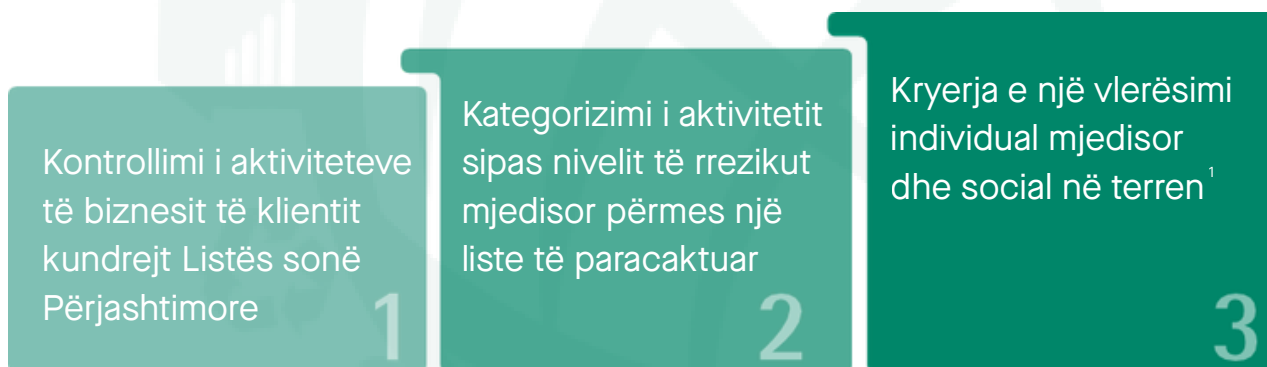 Kontrollimi i aktiviteteve
të biznesit të klientit
kundrejt Listës sonë
Përjashtimore
1
Kategorizimi i aktivitetit
sipas nivelit të rrezikut
mjedisor përmes një
liste të paracaktuar
2
Kryerja e një vlerësimi
individual mjedisor
dhe social në terren¹
3